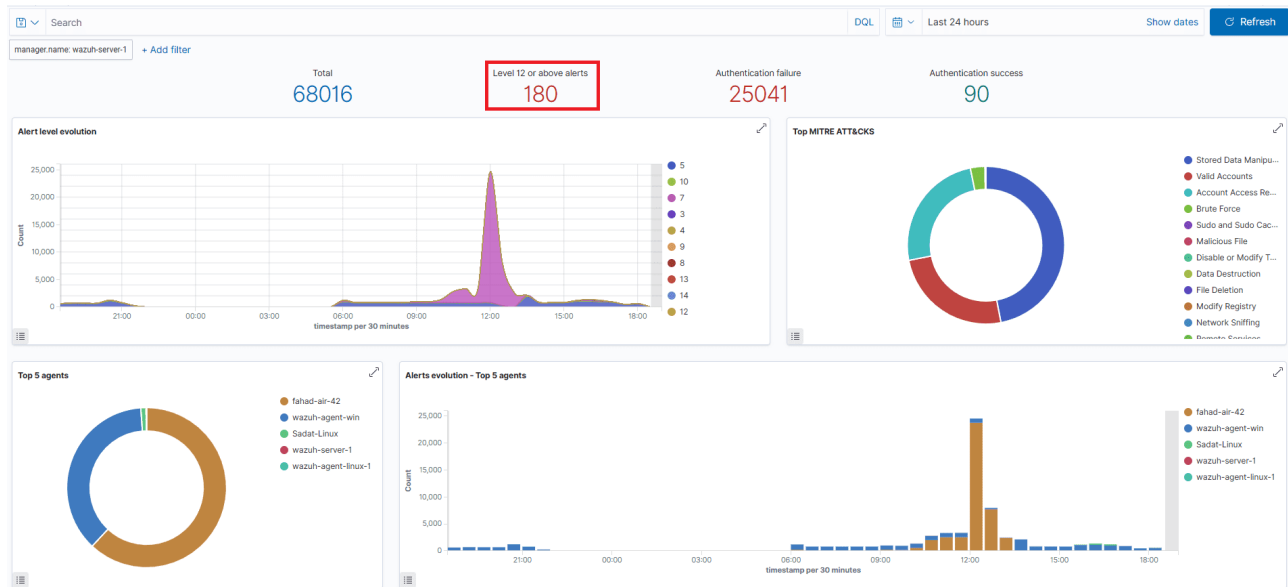 Search
DQL
Last 24 hours
Show dates
Refresh
manager.name: wazuh-server-1
+ Add filter
Total
68016
Level 12 or above alerts
180
Authentication failure
25041
Authentication success
90
Alert level evolution
25,000
20,000
15,000
10,000
5,000
0
Count
21:00
00:00
03:00
06:00
09:00
12:00
15:00
18:00
timestamp per 30 minutes
5
10
7
3
4
9
8
13
14
12
Top MITRE ATT&CKS
Stored Data Manipu...
Valid Accounts
Account Access Re...
Brute Force
Sudo and Sudo Cac...
Malicious File
Disable or Modify T...
Data Destruction
File Deletion
Modify Registry
Network Sniffing
Remote Services
Top 5 agents
fahad-air-42
wazuh-agent-win
Sadat-Linux
wazuh-server-1
wazuh-agent-linux-1
Alerts evolution - Top 5 agents
25,000
20,000
15,000
10,000
5,000
0
Count
21:00
00:00
03:00
06:00
09:00
12:00
15:00
18:00
timestamp per 30 minutes
fahad-air-42
wazuh-agent-win
Sadat-Linux
wazuh-server-1
wazuh-agent-linux-1